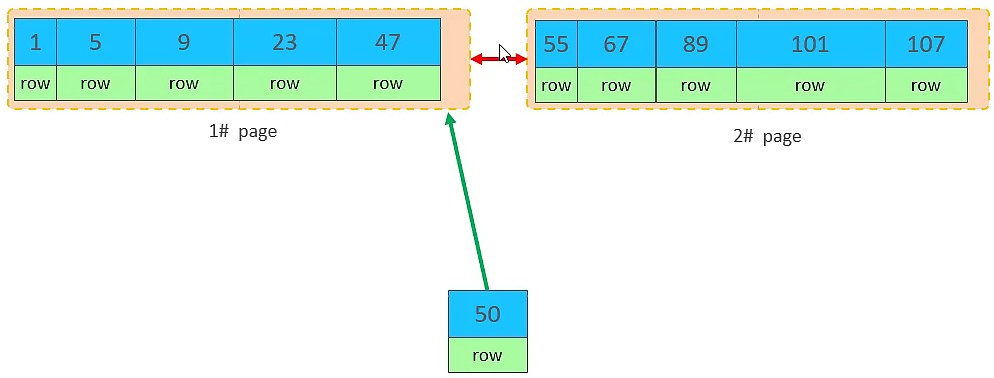 1 5 9 23 47
row row row row row
1# page
55 67 89 101 107
row row row row row
2# page
50
row